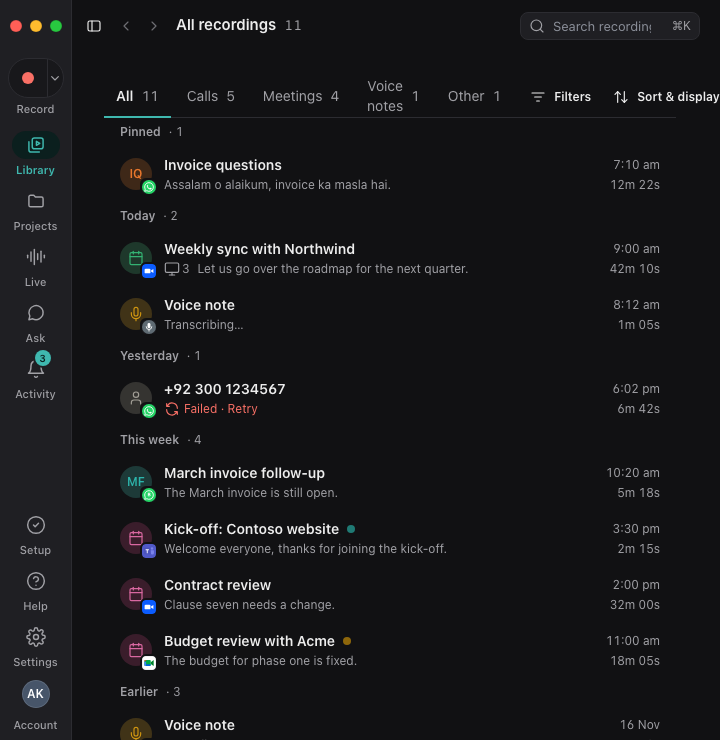 All recordings 11
Search recording
⌘K
Record
Library
Projects
Live
Ask
3
Activity
Setup
Help
Settings
AK
Account
All 11
Calls 5
Meetings 4
Voice notes 1
Other 1
Filters
Sort & display
Pinned · 1
IQ
Invoice questions
7:10 am
Assalam o alaikum, invoice ka masla hai.
12m 22s
Today · 2
Weekly sync with Northwind
9:00 am
3 Let us go over the roadmap for the next quarter.
42m 10s
Voice note
8:12 am
Transcribing…
1m 05s
Yesterday · 1
+92 300 1234567
6:02 pm
Failed · Retry
6m 42s
This week · 4
MF
March invoice follow-up
10:20 am
The March invoice is still open.
5m 18s
Kick-off: Contoso website
3:30 pm
Welcome everyone, thanks for joining the kick-off.
2m 15s
Contract review
2:00 pm
Clause seven needs a change.
32m 00s
Budget review with Acme
11:00 am
The budget for phase one is fixed.
18m 05s
Earlier · 3
Voice note
16 Nov